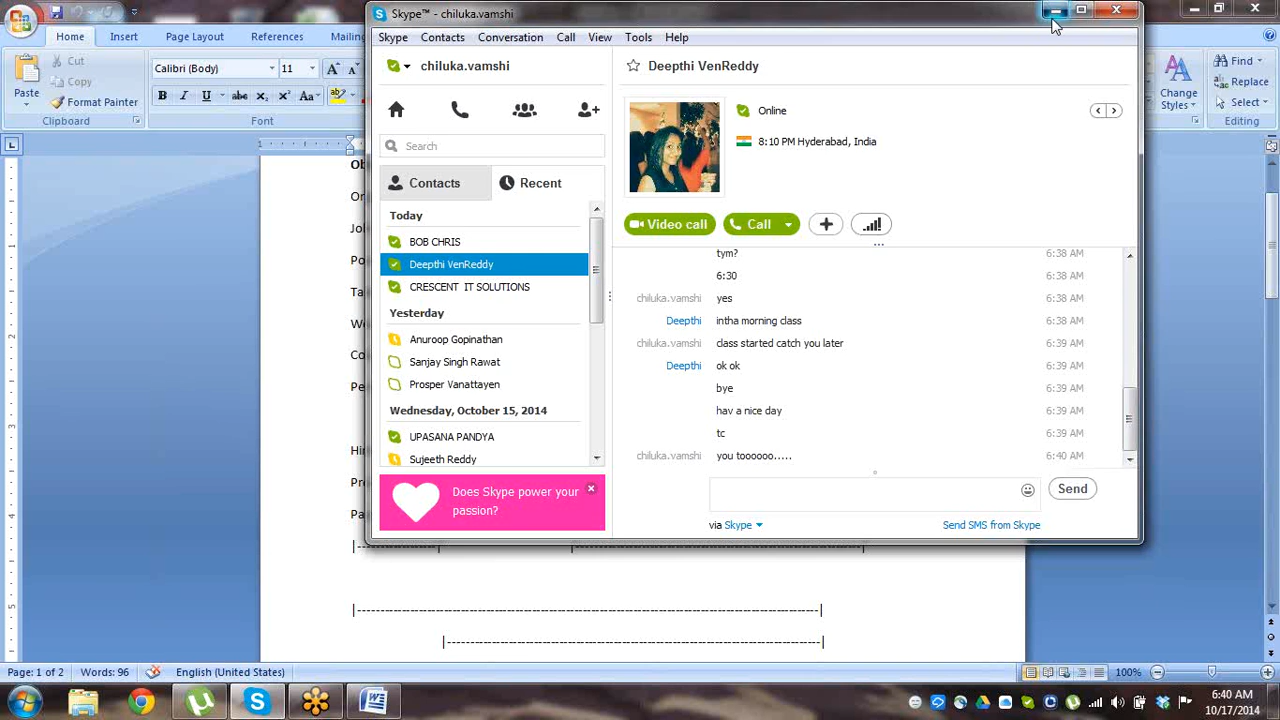 Skype™ - chiluka.vamshi
Home Insert Page Layout References Mailin
Skype Contacts Conversation Call View Tools Help
Cut
Copy
Paste
Format Painter
Clipboard
Calibri (Body) 11
B I U abc X₂ X² Aa
Font
Change
Styles
Find
Replace
Select
Editing
chiluka.vamshi
Search
Contacts Recent
Today
BOB CHRIS
Deepthi VenReddy
CRESCENT IT SOLUTIONS
Yesterday
Anuroop Gopinathan
Sanjay Singh Rawat
Prosper Vanattayen
Wednesday, October 15, 2014
UPASANA PANDYA
Sujeeth Reddy
Does Skype power your
passion?
Deepthi VenReddy
Online
8:10 PM Hyderabad, India
Video call Call
tym? 6:38 AM
6:30 6:38 AM
chiluka.vamshi yes 6:38 AM
Deepthi intha morning class 6:38 AM
chiluka.vamshi class started catch you later 6:39 AM
Deepthi ok ok 6:39 AM
bye 6:39 AM
hav a nice day 6:39 AM
tc 6:39 AM
chiluka.vamshi you toooooo..... 6:40 AM
Send
via Skype Send SMS from Skype
Page: 1 of 2 Words: 96 English (United States) 100%
6:40 AM
10/17/2014